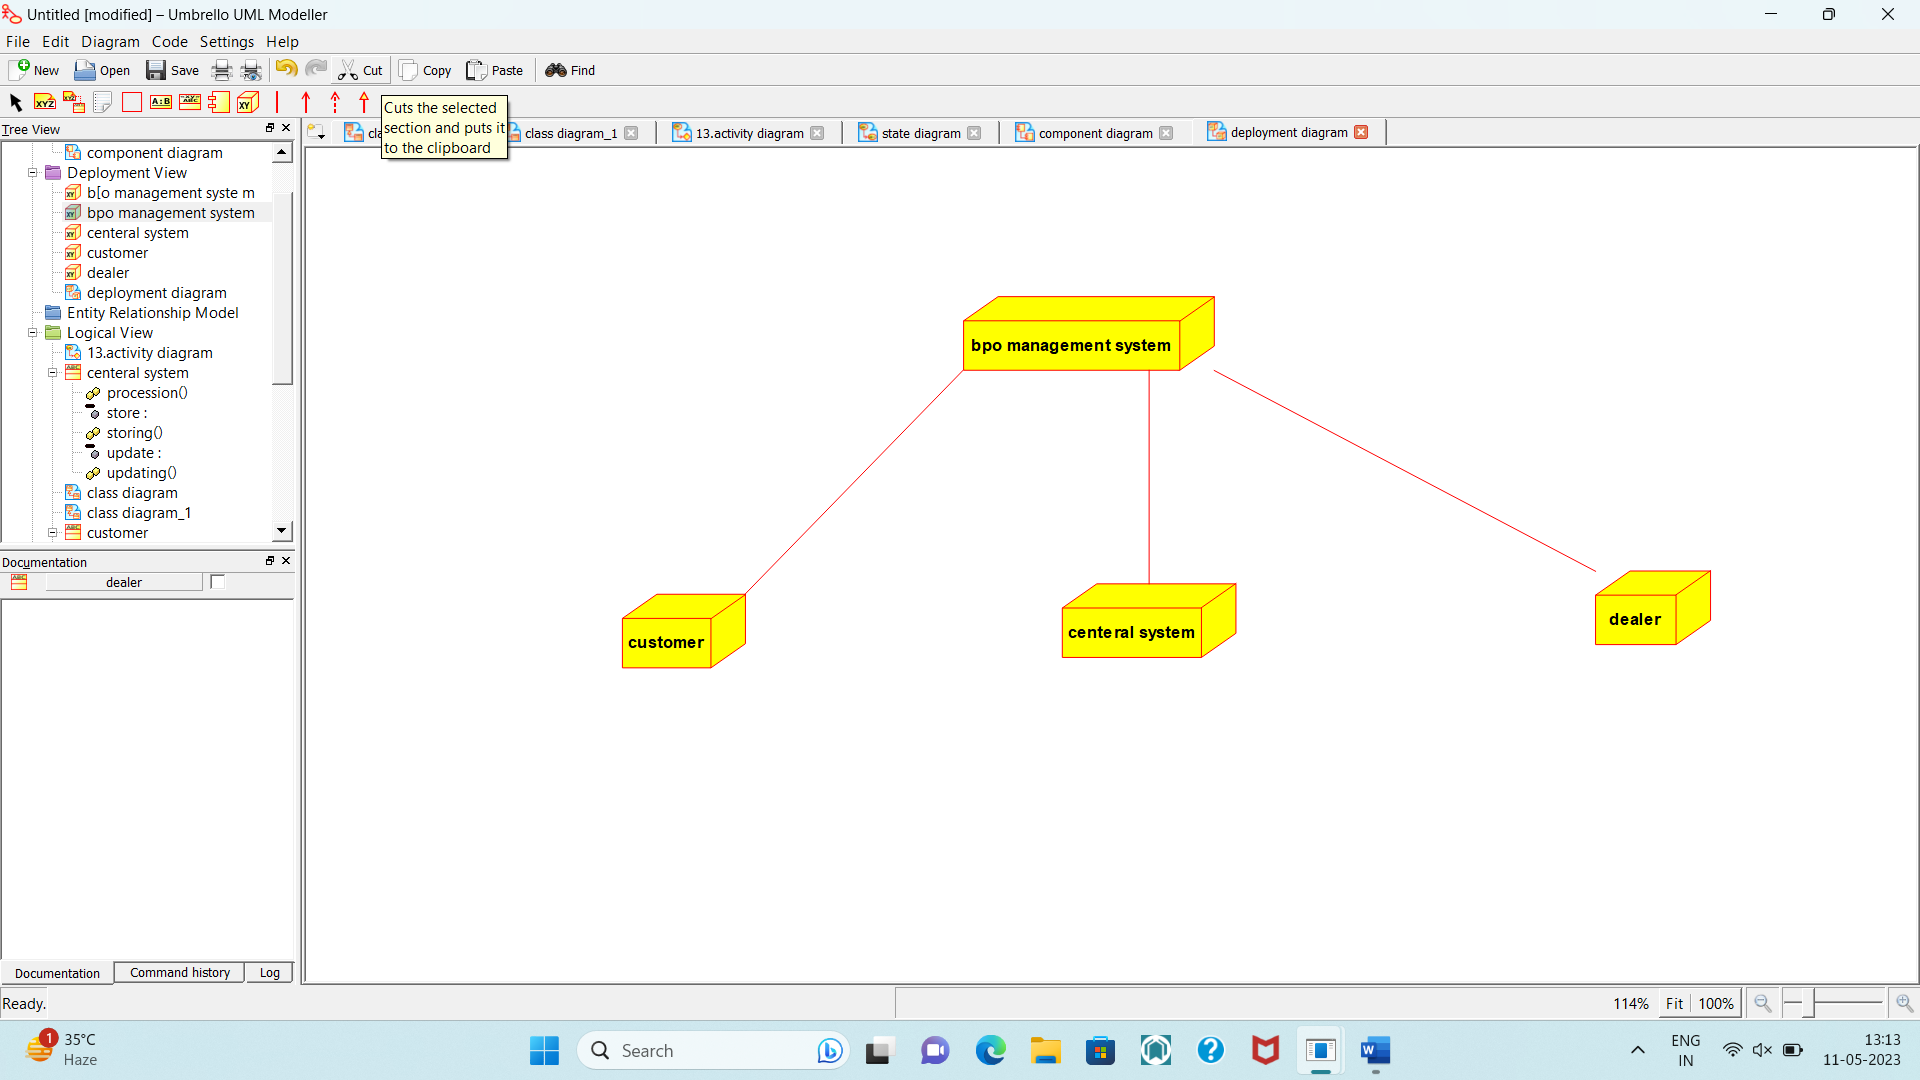 Untitled [modified] – Umbrello UML Modeller
File Edit Diagram Code Settings Help
New Open Save Cut Copy Paste Find
Cuts the selected
section and puts it
to the clipboard
Tree View
class diagram_1 13.activity diagram state diagram component diagram deployment diagram
component diagram
Deployment View
b[o management syste m
bpo management system
centeral system
customer
dealer
deployment diagram
Entity Relationship Model
Logical View
13.activity diagram
centeral system
procession()
store :
storing()
update :
updating()
class diagram
class diagram_1
customer
Documentation
dealer
bpo management system
customer
centeral system
dealer
Documentation Command history Log
Ready.
114% Fit 100%
1
35°C
Haze
Search
ENG
IN
13:13
11-05-2023